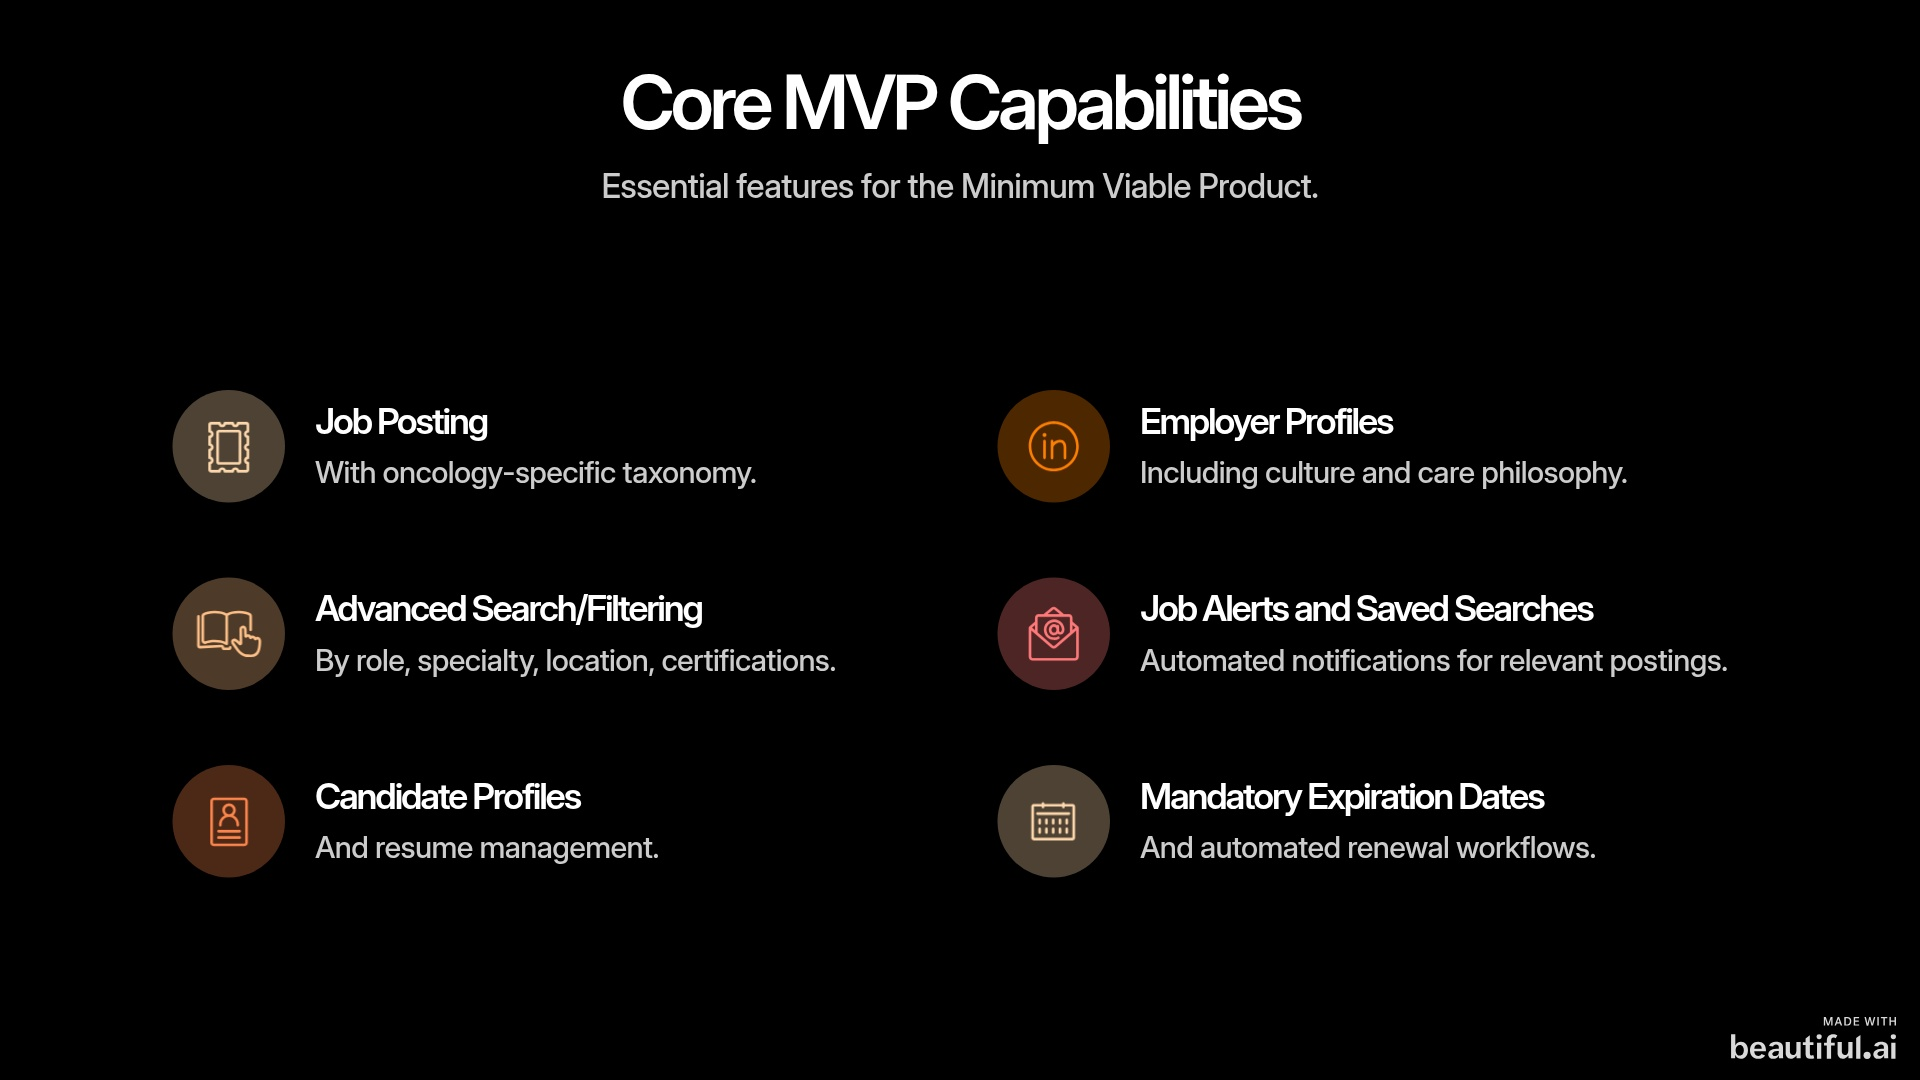 Core MVP Capabilities
Essential features for the Minimum Viable Product.
Job Posting
With oncology-specific taxonomy.
Employer Profiles
in
Including culture and care philosophy.
Advanced Search/Filtering
By role, specialty, location, certifications.
Job Alerts and Saved Searches
@
Automated notifications for relevant postings.
Candidate Profiles
And resume management.
Mandatory Expiration Dates
And automated renewal workflows.
MADE WITH
beautiful.ai